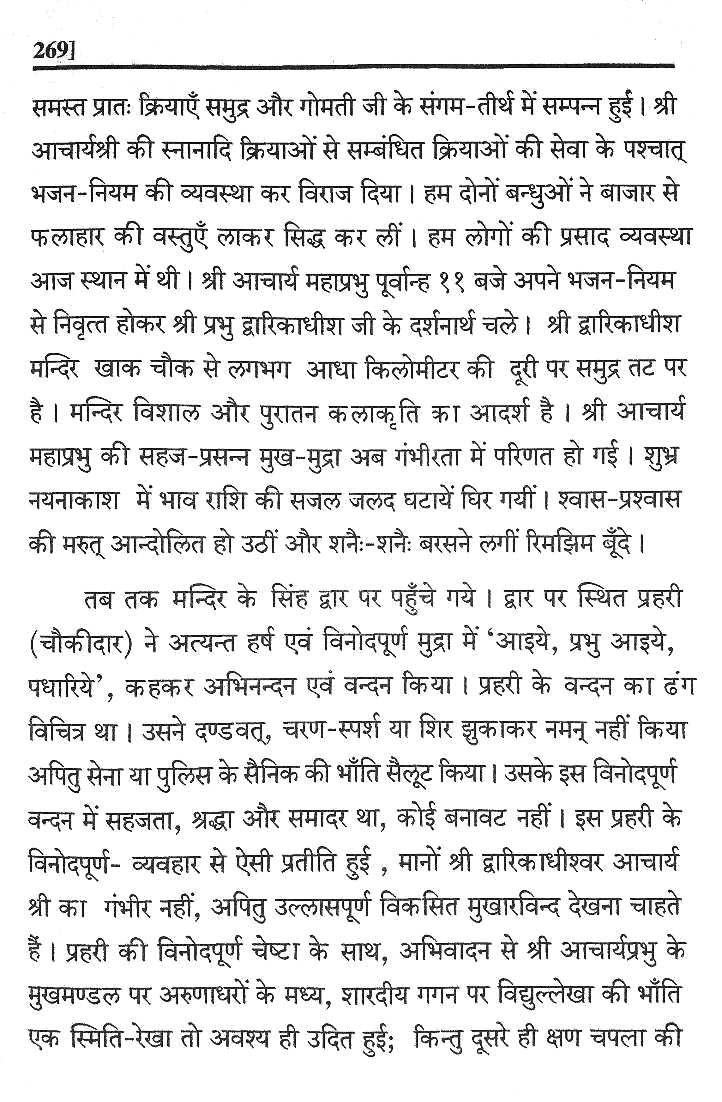 269]
समस्त प्रातः क्रियाएँ समुद्र और गोमती जी के संगम-तीर्थ में सम्पन्न हुईं। श्री
आचार्यश्री की स्नानादि क्रियाओं से सम्बंधित क्रियाओं की सेवा के पश्चात्
भजन-नियम की व्यवस्था कर विराज दिया। हम दोनों बन्धुओं ने बाजार से
फलाहार की वस्तुएँ लाकर सिद्ध कर लीं। हम लोगों की प्रसाद व्यवस्था
आज स्थान में थी। श्री आचार्य महाप्रभु पूर्वान्ह ११ बजे अपने भजन-नियम
से निवृत्त होकर श्री प्रभु द्वारिकाधीश जी के दर्शनार्थ चले। श्री द्वारिकाधीश
मन्दिर खाक चौक से लगभग आधा किलोमीटर की दूरी पर समुद्र तट पर
है। मन्दिर विशाल और पुरातन कलाकृति का आदर्श है। श्री आचार्य
महाप्रभु की सहज-प्रसन्न मुख-मुद्रा अब गंभीरता में परिणत हो गई। शुभ्र
नयनाकाश में भाव राशि की सजल जलद घटायें घिर गयीं। श्वास-प्रश्वास
की मरुत् आन्दोलित हो उठीं और शनैः-शनैः बरसने लगीं रिमझिम बूँदे।
तब तक मन्दिर के सिंह द्वार पर पहुँचे गये। द्वार पर स्थित प्रहरी
(चौकीदार) ने अत्यन्त हर्ष एवं विनोदपूर्ण मुद्रा में ‘आइये, प्रभु आइये,
पधारिये’, कहकर अभिनन्दन एवं वन्दन किया। प्रहरी के वन्दन का ढंग
विचित्र था। उसने दण्डवत्, चरण-स्पर्श या शिर झुकाकर नमन् नहीं किया
अपितु सेना या पुलिस के सैनिक की भाँति सैलूट किया। उसके इस विनोदपूर्ण
वन्दन में सहजता, श्रद्धा और समादर था, कोई बनावट नहीं। इस प्रहरी के
विनोदपूर्ण- व्यवहार से ऐसी प्रतीति हुई , मानों श्री द्वारिकाधीश्वर आचार्य
श्री का गंभीर नहीं, अपितु उल्लासपूर्ण विकसित मुखारविन्द देखना चाहते
हैं। प्रहरी की विनोदपूर्ण चेष्टा के साथ, अभिवादन से श्री आचार्यप्रभु के
मुखमण्डल पर अरुणाधरों के मध्य, शारदीय गगन पर विद्युल्लेखा की भाँति
एक स्मिति-रेखा तो अवश्य ही उदित हुई; किन्तु दूसरे ही क्षण चपला की